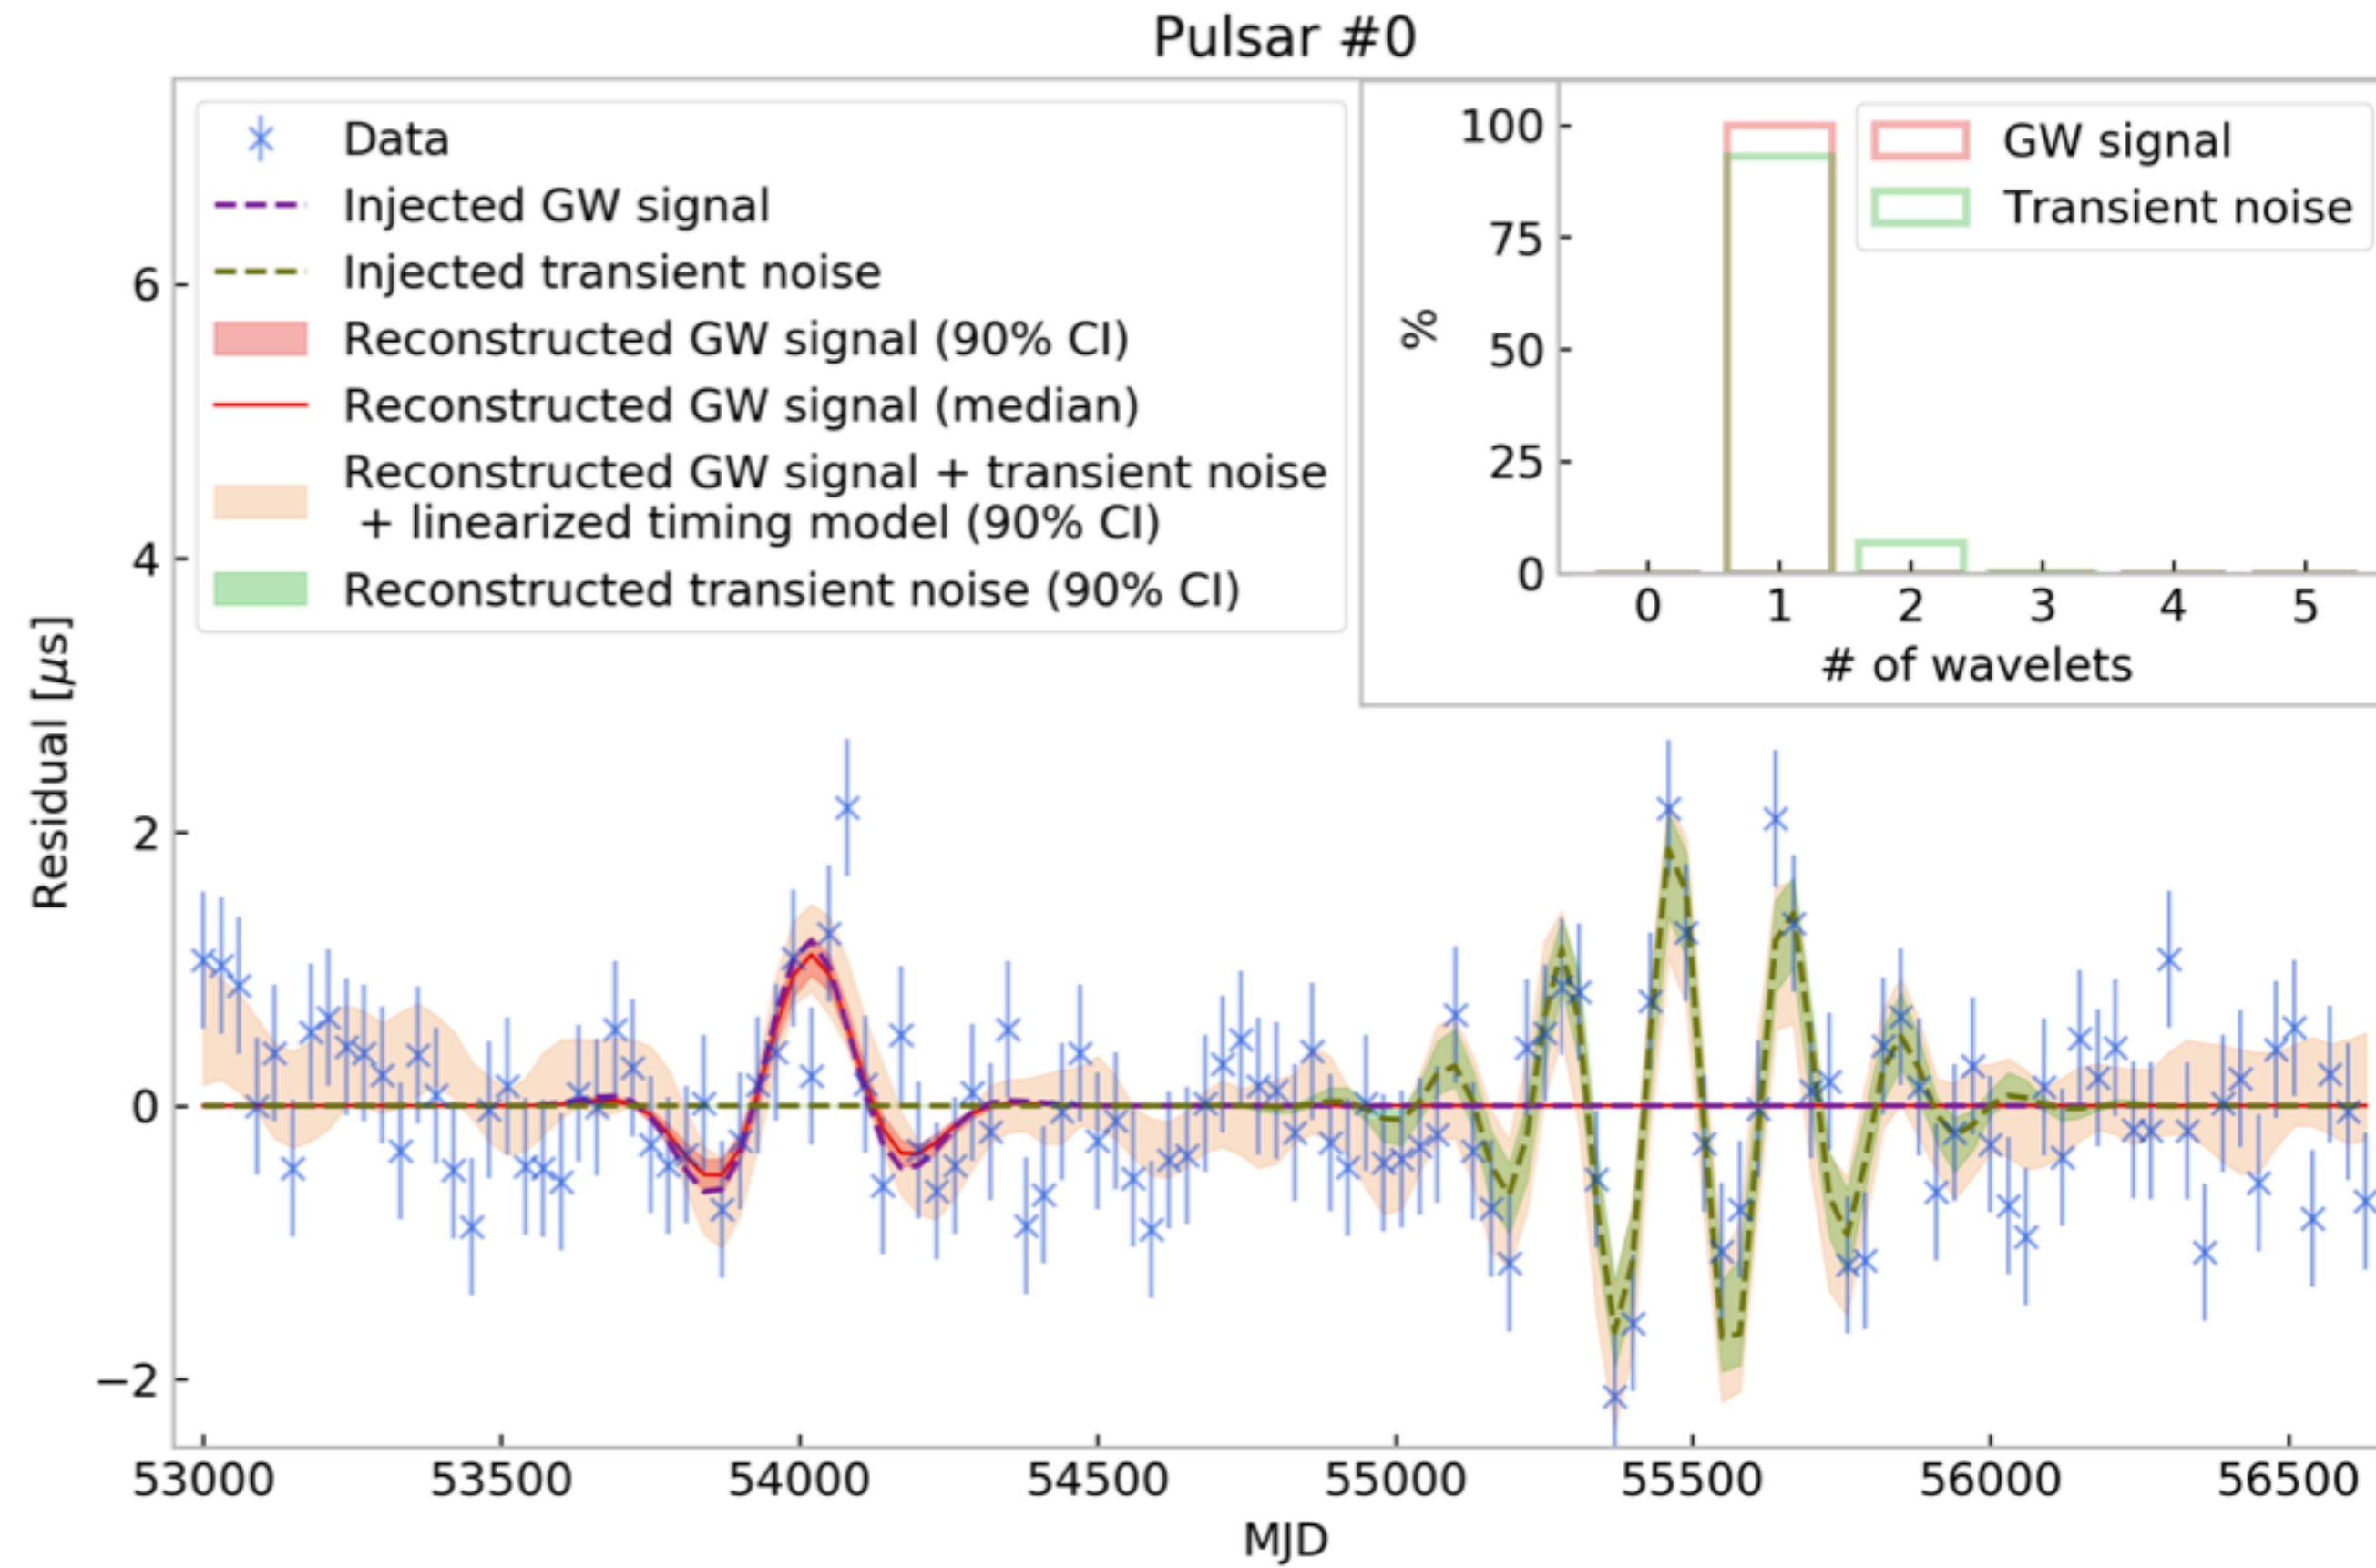 Pulsar #0
Data
Injected GW signal
Injected transient noise
Reconstructed GW signal (90% CI)
Reconstructed GW signal (median)
Reconstructed GW signal + transient noise
+ linearized timing model (90% CI)
Reconstructed transient noise (90% CI)
%
100
75
50
25
0
GW signal
Transient noise
0 1 2 3 4 5
# of wavelets
Residual [μs]
6
4
2
0
−2
53000 53500 54000 54500 55000 55500 56000 56500
MJD